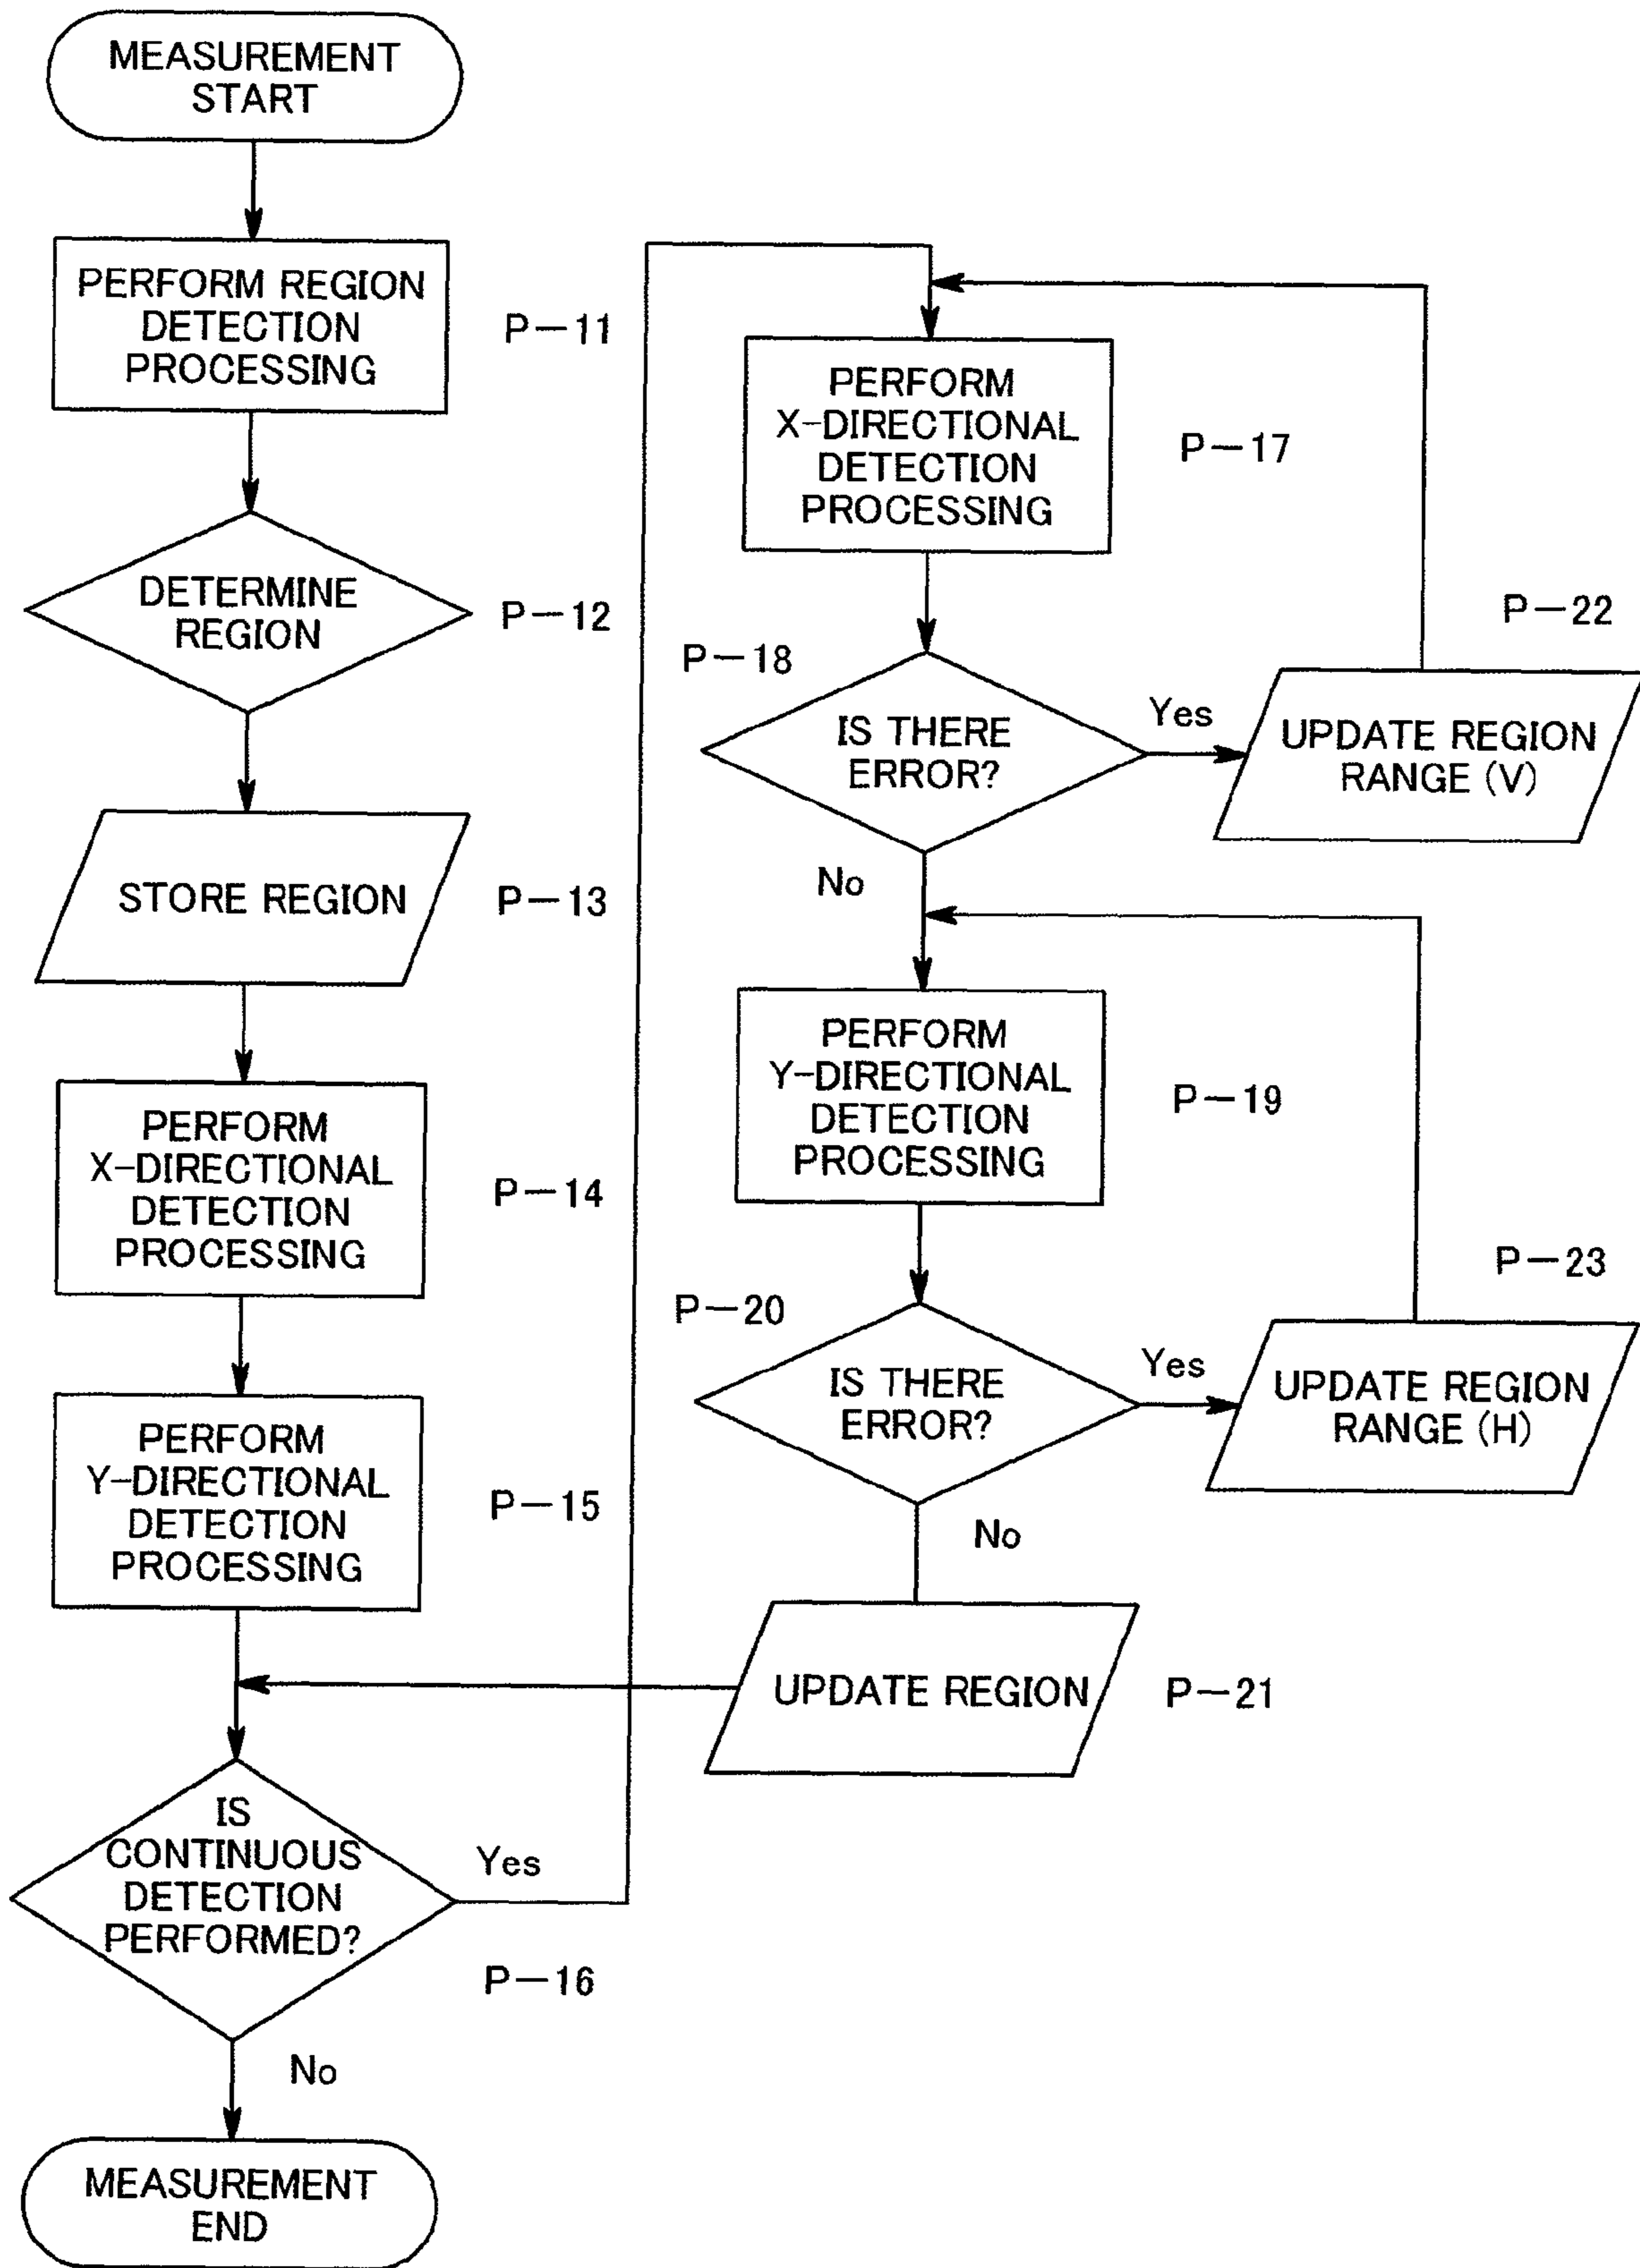 MEASUREMENT
START
PERFORM REGION
DETECTION
PROCESSING
P-11
DETERMINE
REGION
P-12
STORE REGION
P-13
PERFORM
X-DIRECTIONAL
DETECTION
PROCESSING
P-14
PERFORM
Y-DIRECTIONAL
DETECTION
PROCESSING
P-15
IS
CONTINUOUS
DETECTION
PERFORMED?
Yes
P-16
No
MEASUREMENT
END
PERFORM
X-DIRECTIONAL
DETECTION
PROCESSING
P-17
P-18
IS THERE
ERROR?
Yes
P-22
UPDATE REGION
RANGE (V)
No
PERFORM
Y-DIRECTIONAL
DETECTION
PROCESSING
P-19
P-20
IS THERE
ERROR?
Yes
P-23
UPDATE REGION
RANGE (H)
No
UPDATE REGION
P-21